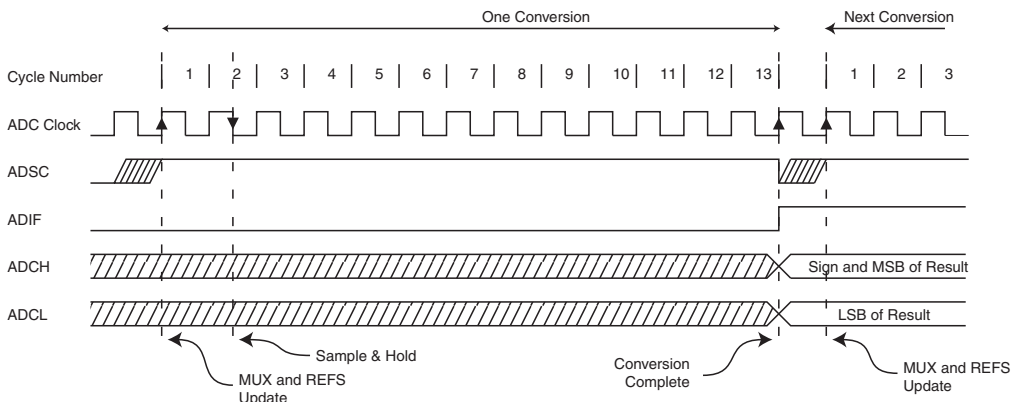 One Conversion
Next Conversion
Cycle Number 1 2 3 4 5 6 7 8 9 10 11 12 13 1 2 3
ADC Clock
ADSC
ADIF
ADCH Sign and MSB of Result
ADCL LSB of Result
MUX and REFS
Update
Sample & Hold
Conversion
Complete
MUX and REFS
Update